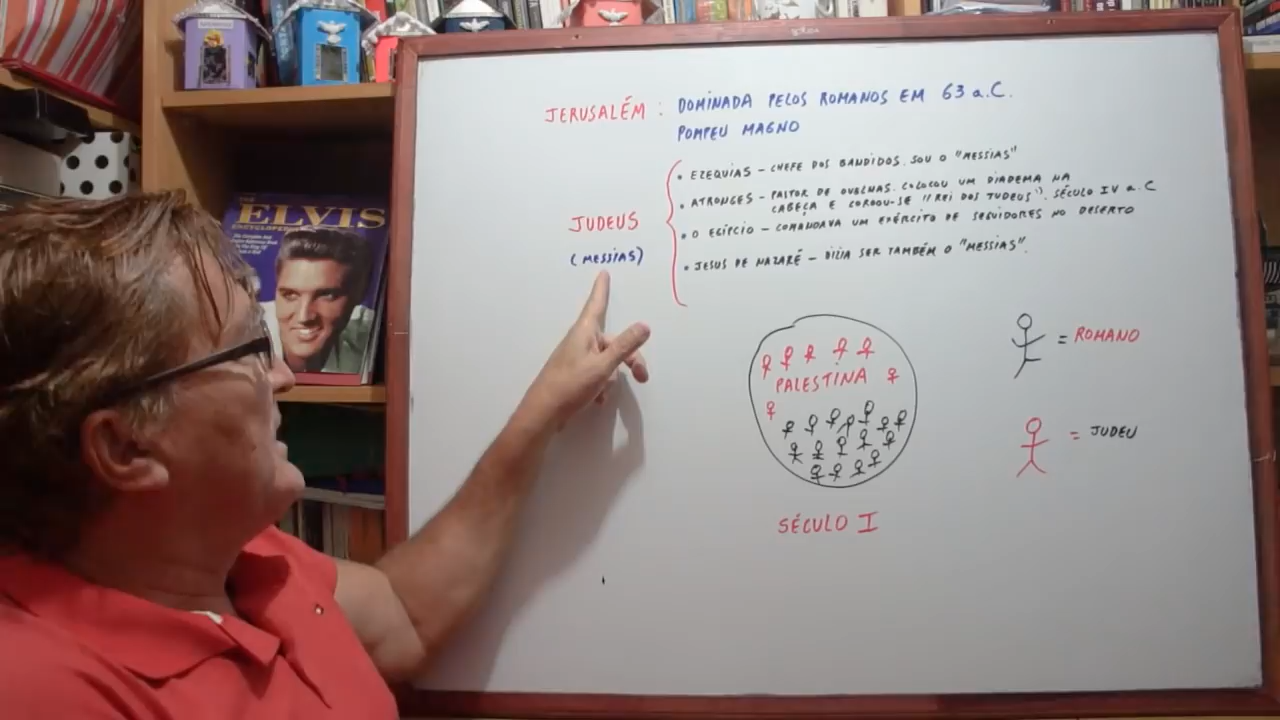 JERUSALÉM : DOMINADA PELOS ROMANOS EM 63 a.C.
POMPEU MAGNO
JUDEUS
(MESSIAS)
• EZEQUIAS – CHEFE DOS BANDIDOS. SOU O "MESSIAS"
• ATRONGES – PASTOR DE OVELHAS. COLOCOU UM DIADEMA NA
CABEÇA E COROOU-SE "REI DOS JUDEUS". SÉCULO IV a.C
• O EGÍPCIO – COMANDAVA UM EXÉRCITO DE SEGUIDORES NO DESERTO
• JESUS DE NAZARÉ – DIZIA SER TAMBÉM O "MESSIAS".
PALESTINA
SÉCULO I
= ROMANO
= JUDEU
THE
ELVIS
ENCYCLOPEDIA